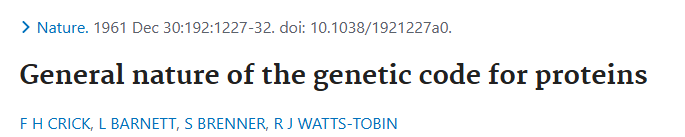 Nature. 1961 Dec 30:192:1227-32. doi: 10.1038/1921227a0.
General nature of the genetic code for proteins
F H CRICK, L BARNETT, S BRENNER, R J WATTS-TOBIN